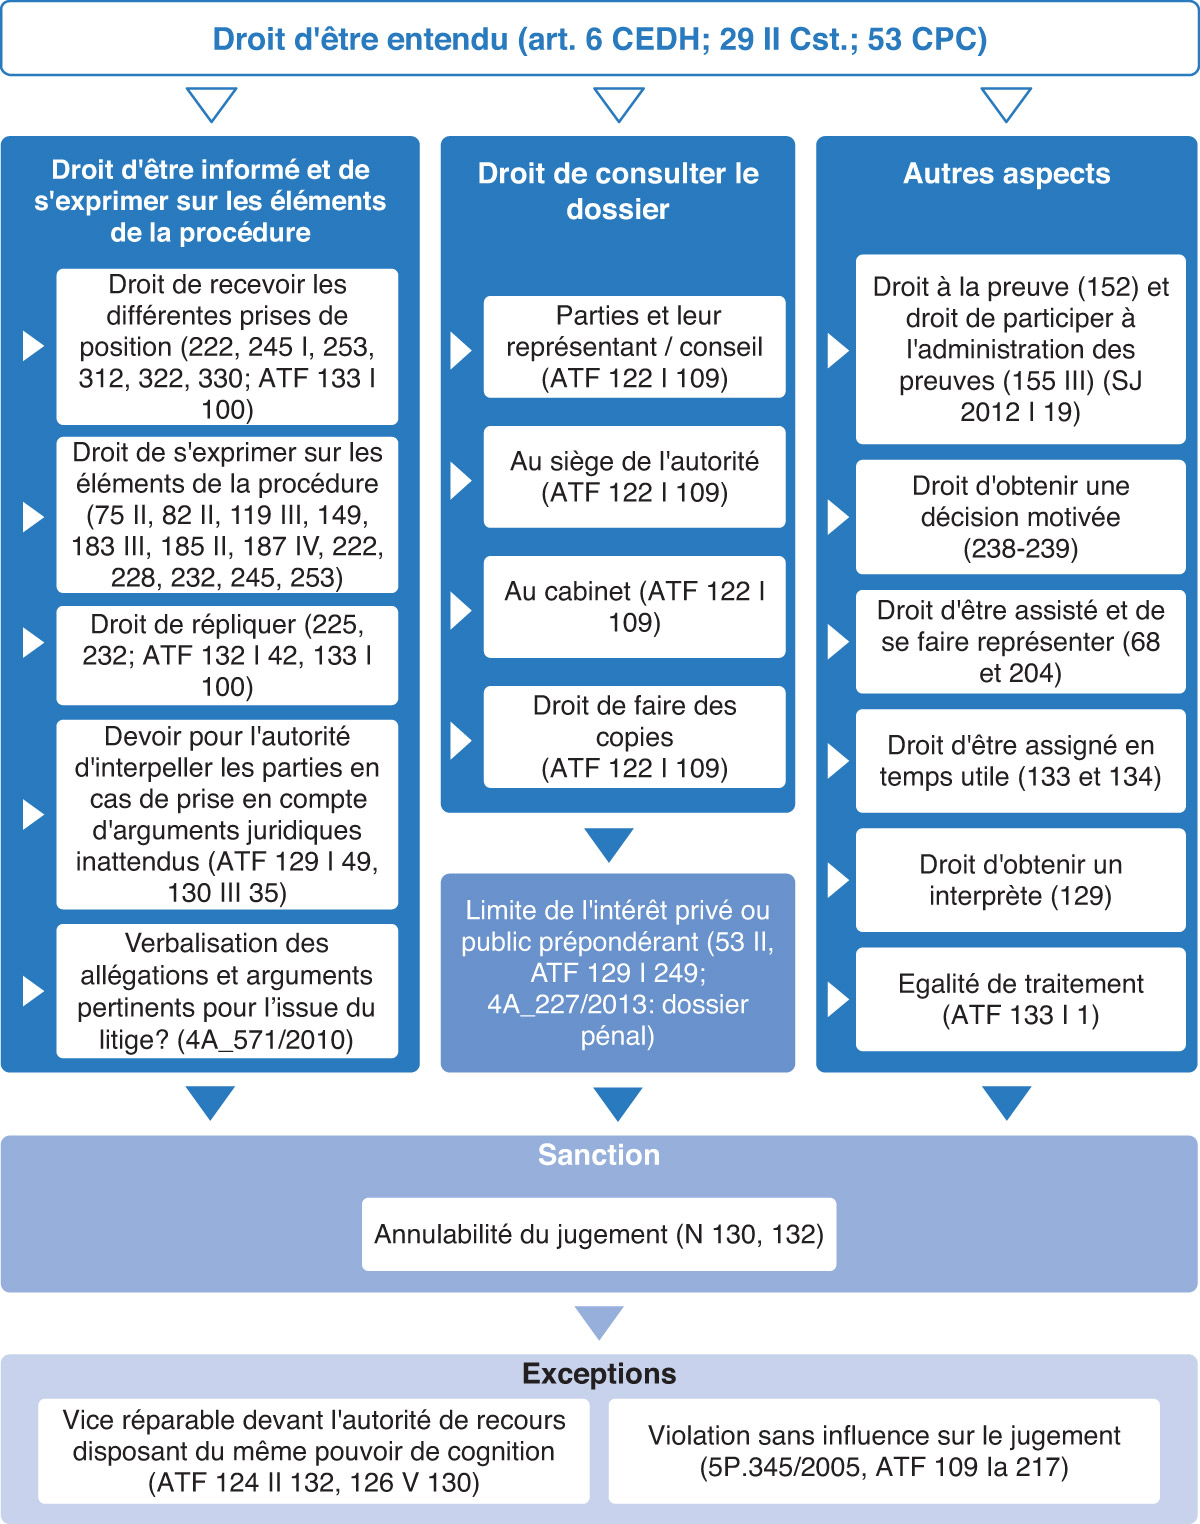 Droit d'être entendu (art. 6 CEDH; 29 II Cst.; 53 CPC)
Droit d'être informé et de
s'exprimer sur les éléments
de la procédure
Droit de recevoir les
différentes prises de
position (222, 245 I, 253,
312, 322, 330; ATF 133 I
100)
Droit de s'exprimer sur les
éléments de la procédure
(75 II, 82 II, 119 III, 149,
183 III, 185 II, 187 IV, 222,
228, 232, 245, 253)
Droit de répliquer (225,
232; ATF 132 I 42, 133 I
100)
Devoir pour l'autorité
d'interpeller les parties en
cas de prise en compte
d'arguments juridiques
inattendus (ATF 129 I 49,
130 III 35)
Verbalisation des
allégations et arguments
pertinents pour l’issue du
litige? (4A_571/2010)
Droit de consulter le
dossier
Parties et leur
représentant / conseil
(ATF 122 I 109)
Au siège de l'autorité
(ATF 122 I 109)
Au cabinet (ATF 122 I
109)
Droit de faire des
copies
(ATF 122 I 109)
Limite de l'intérêt privé ou
public prépondérant (53 II,
ATF 129 I 249;
4A_227/2013: dossier
pénal)
Autres aspects
Droit à la preuve (152) et
droit de participer à
l'administration des
preuves (155 III) (SJ
2012 I 19)
Droit d'obtenir une
décision motivée
(238-239)
Droit d'être assisté et de
se faire représenter (68
et 204)
Droit d'être assigné en
temps utile (133 et 134)
Droit d'obtenir un
interprète (129)
Egalité de traitement
(ATF 133 I 1)
Sanction
Annulabilité du jugement (N 130, 132)
Exceptions
Vice réparable devant l'autorité de recours
disposant du même pouvoir de cognition
(ATF 124 II 132, 126 V 130)
Violation sans influence sur le jugement
(5P.345/2005, ATF 109 Ia 217)